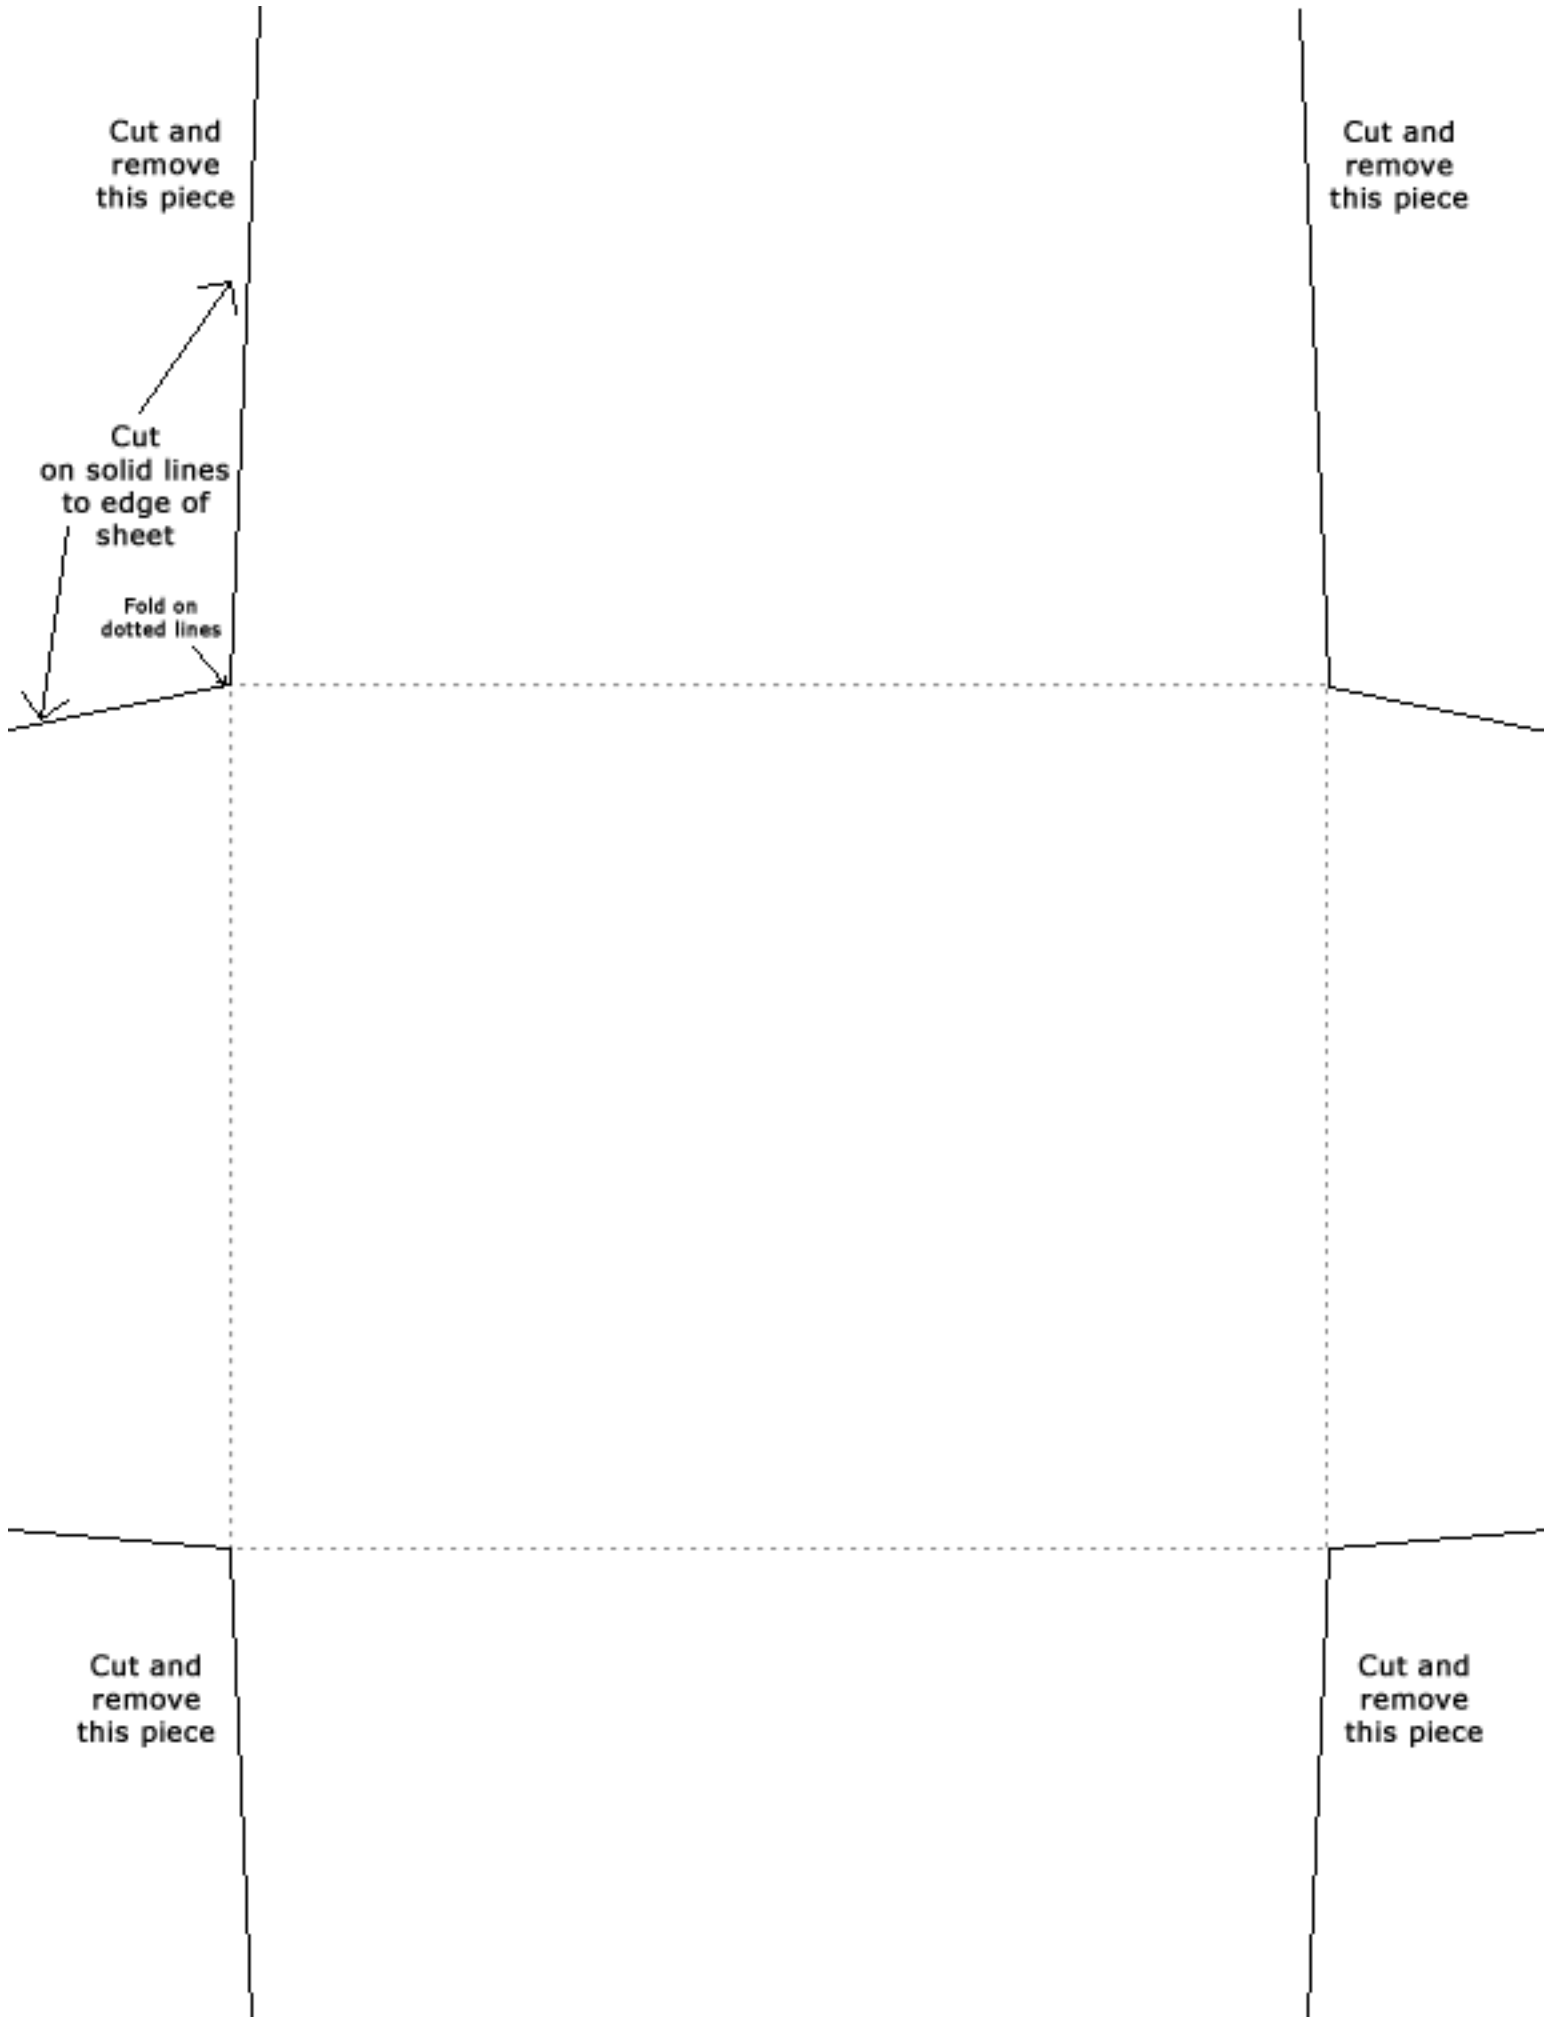 Cut and
remove
this piece
Cut and
remove
this piece
Cut
on solid lines
to edge of
sheet
Fold on
dotted lines
Cut and
remove
this piece
Cut and
remove
this piece